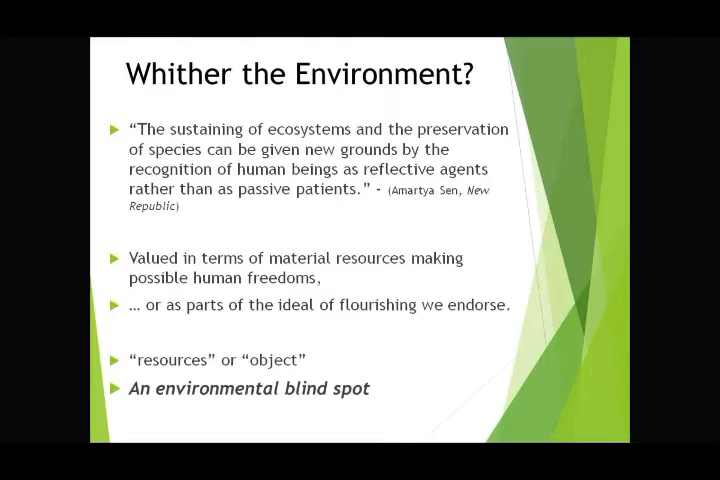 Whither the Environment?
“The sustaining of ecosystems and the preservation
of species can be given new grounds by the
recognition of human beings as reflective agents
rather than as passive patients.” - (Amartya Sen, New
Republic)
Valued in terms of material resources making
possible human freedoms,
… or as parts of the ideal of flourishing we endorse.
“resources” or “object”
An environmental blind spot